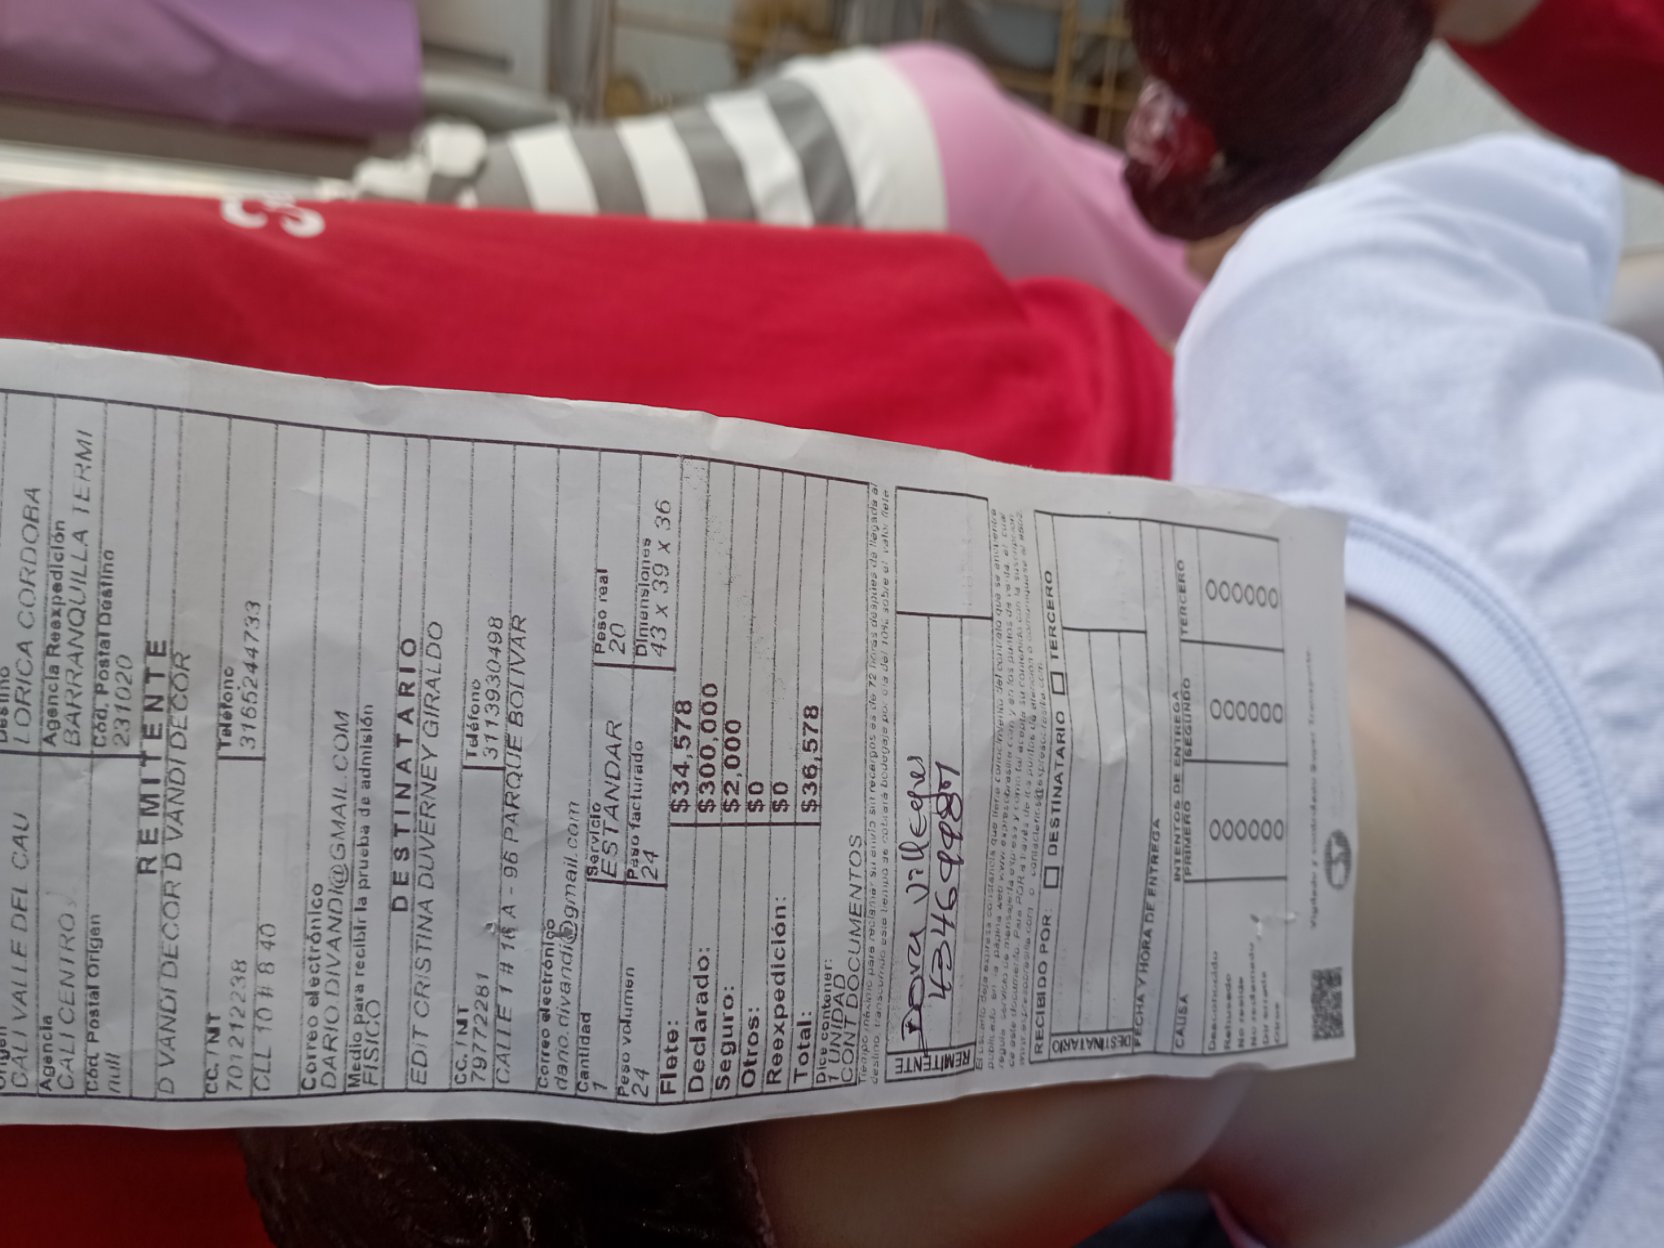 Origen Destino
CALI VALLE DEL CAU LORICA CORDOBA
Agencia Agencia Reexpedición
CALI CENTRO BARRANQUILLA TERMI
Cód. Postal Origen Cód. Postal Destino
null 231020
REMITENTE
D VANDI DECOR D VANDI DECOR
CC. / NIT Teléfono
701212238 3165244733
CLL 10 # 8 40
Correo electrónico
DARIO.DIVANDI@GMAIL.COM
Medio para recibir la prueba de admisión
FISICO
DESTINATARIO
EDIT CRISTINA DUVERNEY GIRALDO
CC. / NIT Teléfono
79772281 3113930498
CALLE 1 # 16 A - 96 PARQUE BOLIVAR
Correo electrónico
dario.divandi@gmail.com
Cantidad Servicio Peso real
1 ESTANDAR 20
Peso volumen Peso facturado Dimensiones
24 24 43 x 39 x 36
Flete: $34,578
Declarado: $300,000
Seguro: $2,000
Otros: $0
Reexpedición: $0
Total: $36,578
Dice contener:
1 UNIDAD
CONT DOCUMENTOS
REMITENTE
Dora Villegas
RECIBIDO POR: DESTINATARIO TERCERO
DESTINATARIO
FECHA Y HORA DE ENTREGA
INTENTOS DE ENTREGA
CAUSA PRIMERO SEGUNDO TERCERO
Desconocido
Rehusado
No reside
No reclamado
Dir errada
Otros